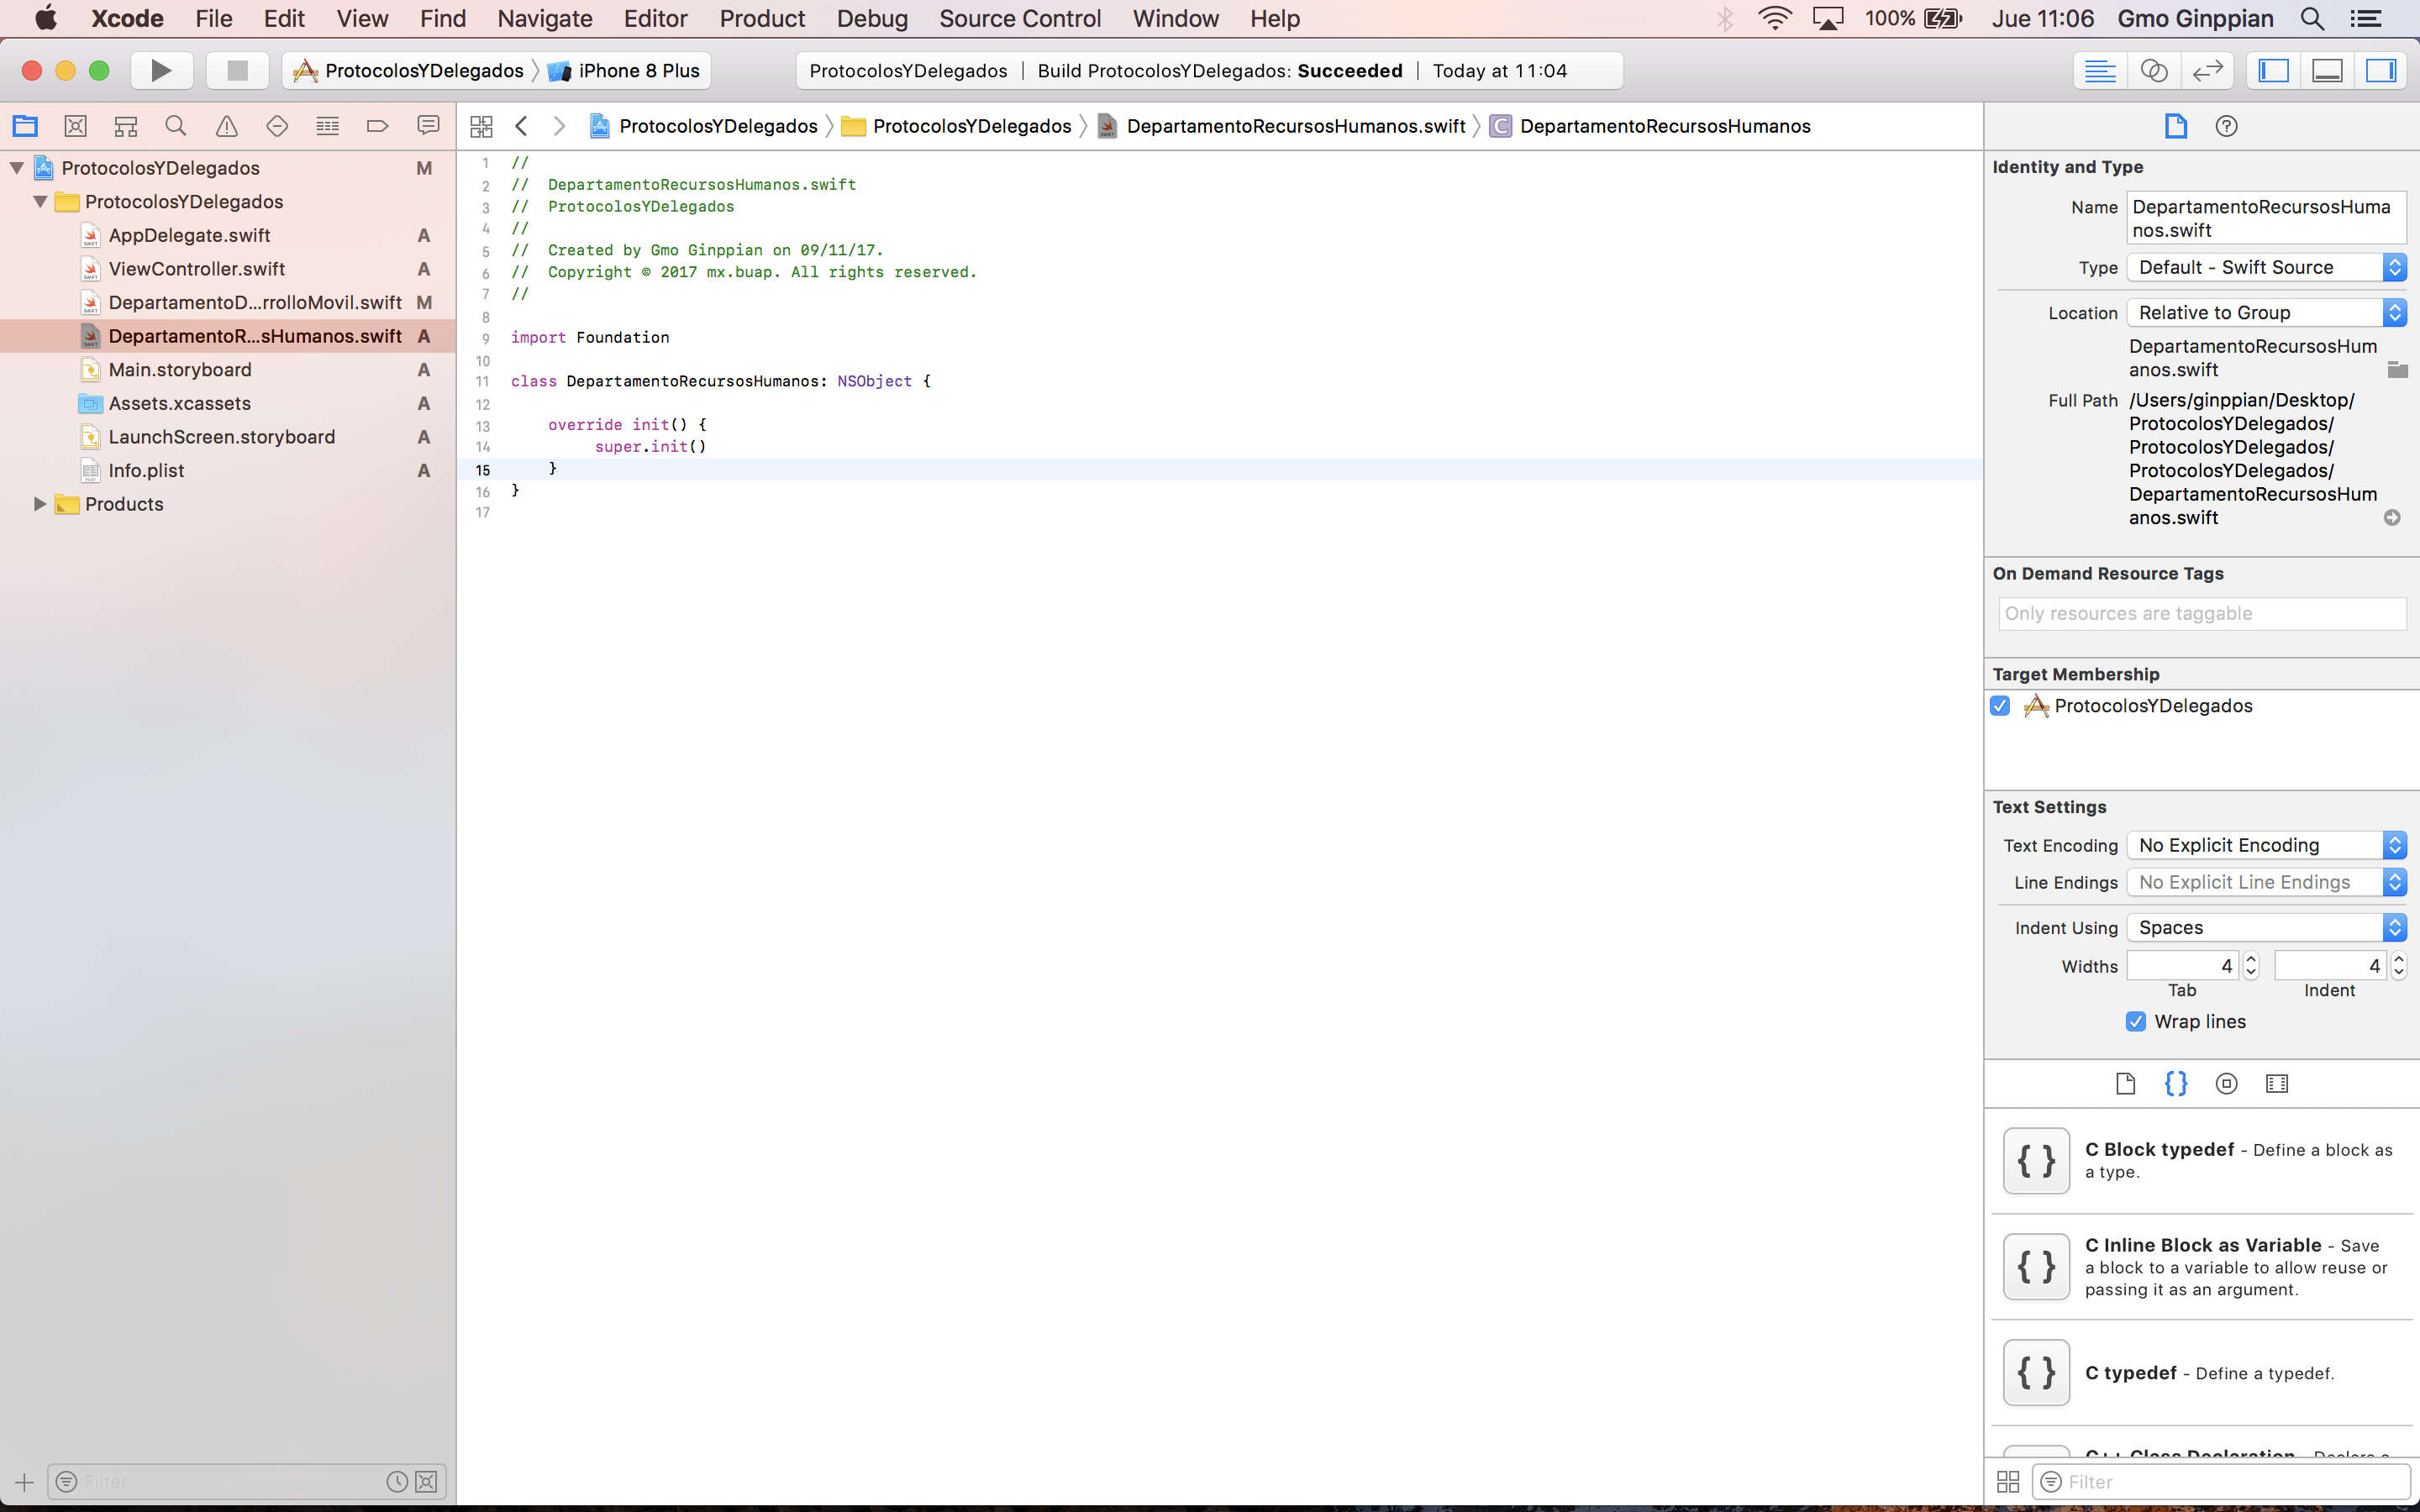 Xcode File Edit View Find Navigate Editor Product Debug Source Control Window Help 100% Jue 11:06 Gmo Ginppian
ProtocolosYDelegados iPhone 8 Plus ProtocolosYDelegados Build ProtocolosYDelegados: Succeeded Today at 11:04
ProtocolosYDelegados ProtocolosYDelegados DepartamentoRecursosHumanos.swift C DepartamentoRecursosHumanos
ProtocolosYDelegados M
ProtocolosYDelegados
AppDelegate.swift A
ViewController.swift A
DepartamentoD...rrolloMovil.swift M
DepartamentoR...sHumanos.swift A
Main.storyboard A
Assets.xcassets A
LaunchScreen.storyboard A
Info.plist A
Products
Filter
1 //
2 // DepartamentoRecursosHumanos.swift
3 // ProtocolosYDelegados
4 //
5 // Created by Gmo Ginppian on 09/11/17.
6 // Copyright © 2017 mx.buap. All rights reserved.
7 //
8
9 import Foundation
10
11 class DepartamentoRecursosHumanos: NSObject {
12
13 override init() {
14 super.init()
15 }
16 }
17
Identity and Type
Name DepartamentoRecursosHuma
nos.swift
Type Default - Swift Source
Location Relative to Group
DepartamentoRecursosHum
anos.swift
Full Path /Users/ginppian/Desktop/
ProtocolosYDelegados/
ProtocolosYDelegados/
ProtocolosYDelegados/
DepartamentoRecursosHum
anos.swift
On Demand Resource Tags
Only resources are taggable
Target Membership
ProtocolosYDelegados
Text Settings
Text Encoding No Explicit Encoding
Line Endings No Explicit Line Endings
Indent Using Spaces
Widths 4 4
Tab Indent
Wrap lines
{ } C Block typedef - Define a block as
a type.
{ } C Inline Block as Variable - Save
a block to a variable to allow reuse or
passing it as an argument.
{ } C typedef - Define a typedef.
C++ Class Declaration - Declare a
Filter